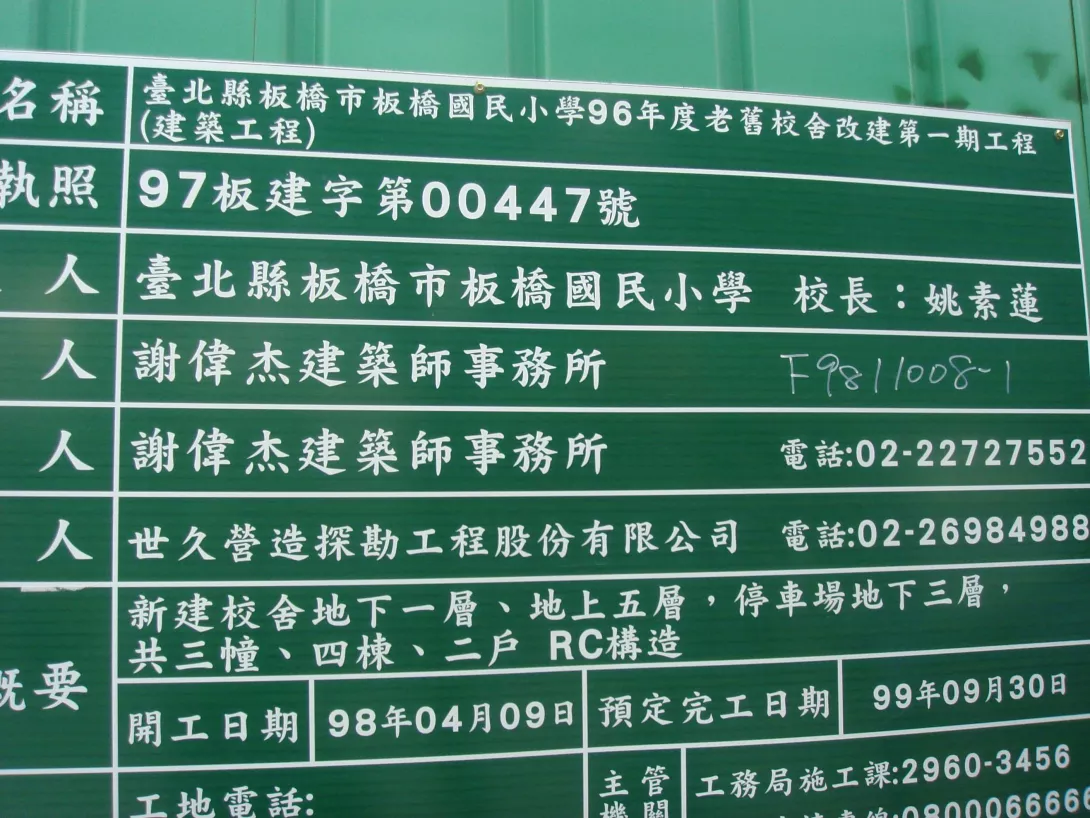 名稱 臺北縣板橋市板橋國民小學96年度老舊校舍改建第一期工程
(建築工程)
執照 97板建字第00447號
人 臺北縣板橋市板橋國民小學 校長：姚素蓮
人 謝偉杰建築師事務所 F9811008-1
人 謝偉杰建築師事務所 電話:02-22727552
人 世久營造探勘工程股份有限公司 電話:02-26984988
概要 新建校舍地下一層、地上五層，停車場地下三層，
共三幢、四棟、二戶 RC構造
開工日期 98年04月09日 預定完工日期 99年09月30日
工地電話: 主管 工務局施工課:2960-3456
機關 專線:0800066666